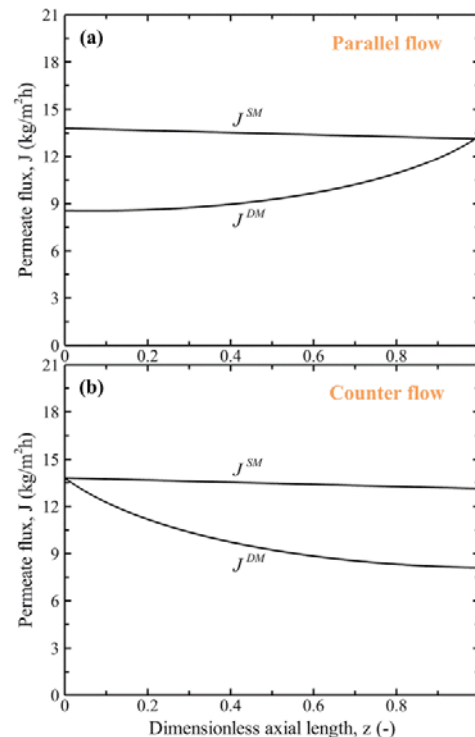 (a)
Parallel flow
Permeate flux, J (kg/m²h)
21
18
15
12
9
6
3
0
J^SM
J^DM
0 0.2 0.4 0.6 0.8
(b)
Counter flow
Permeate flux, J (kg/m²h)
21
18
15
12
9
6
3
0
J^SM
J^DM
0 0.2 0.4 0.6 0.8
Dimensionless axial length, z (-)